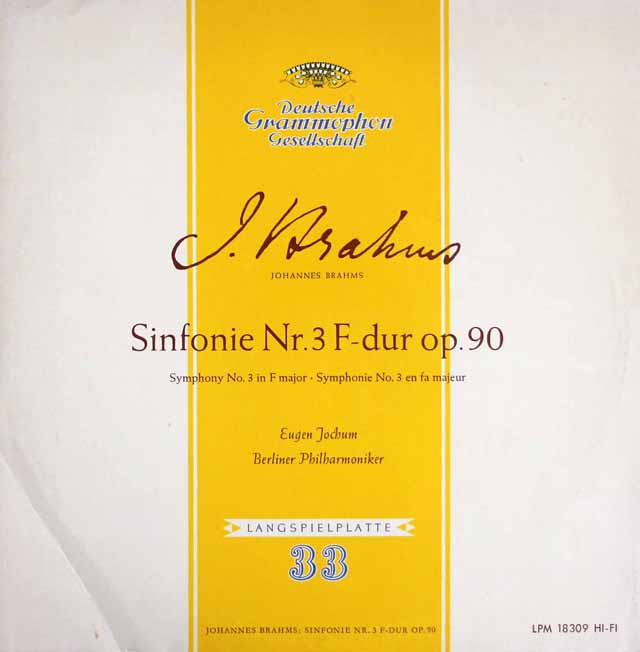 Deutsche
Grammophon
Gesellschaft
J. Brahms
JOHANNES BRAHMS
Sinfonie Nr. 3 F-dur op. 90
Symphony No. 3 in F major · Symphonie No. 3 en fa majeur
Eugen Jochum
Berliner Philharmoniker
LANGSPIELPLATTE
33
JOHANNES BRAHMS: SINFONIE NR. 3 F-DUR OP. 90
LPM 18309 HI-FI